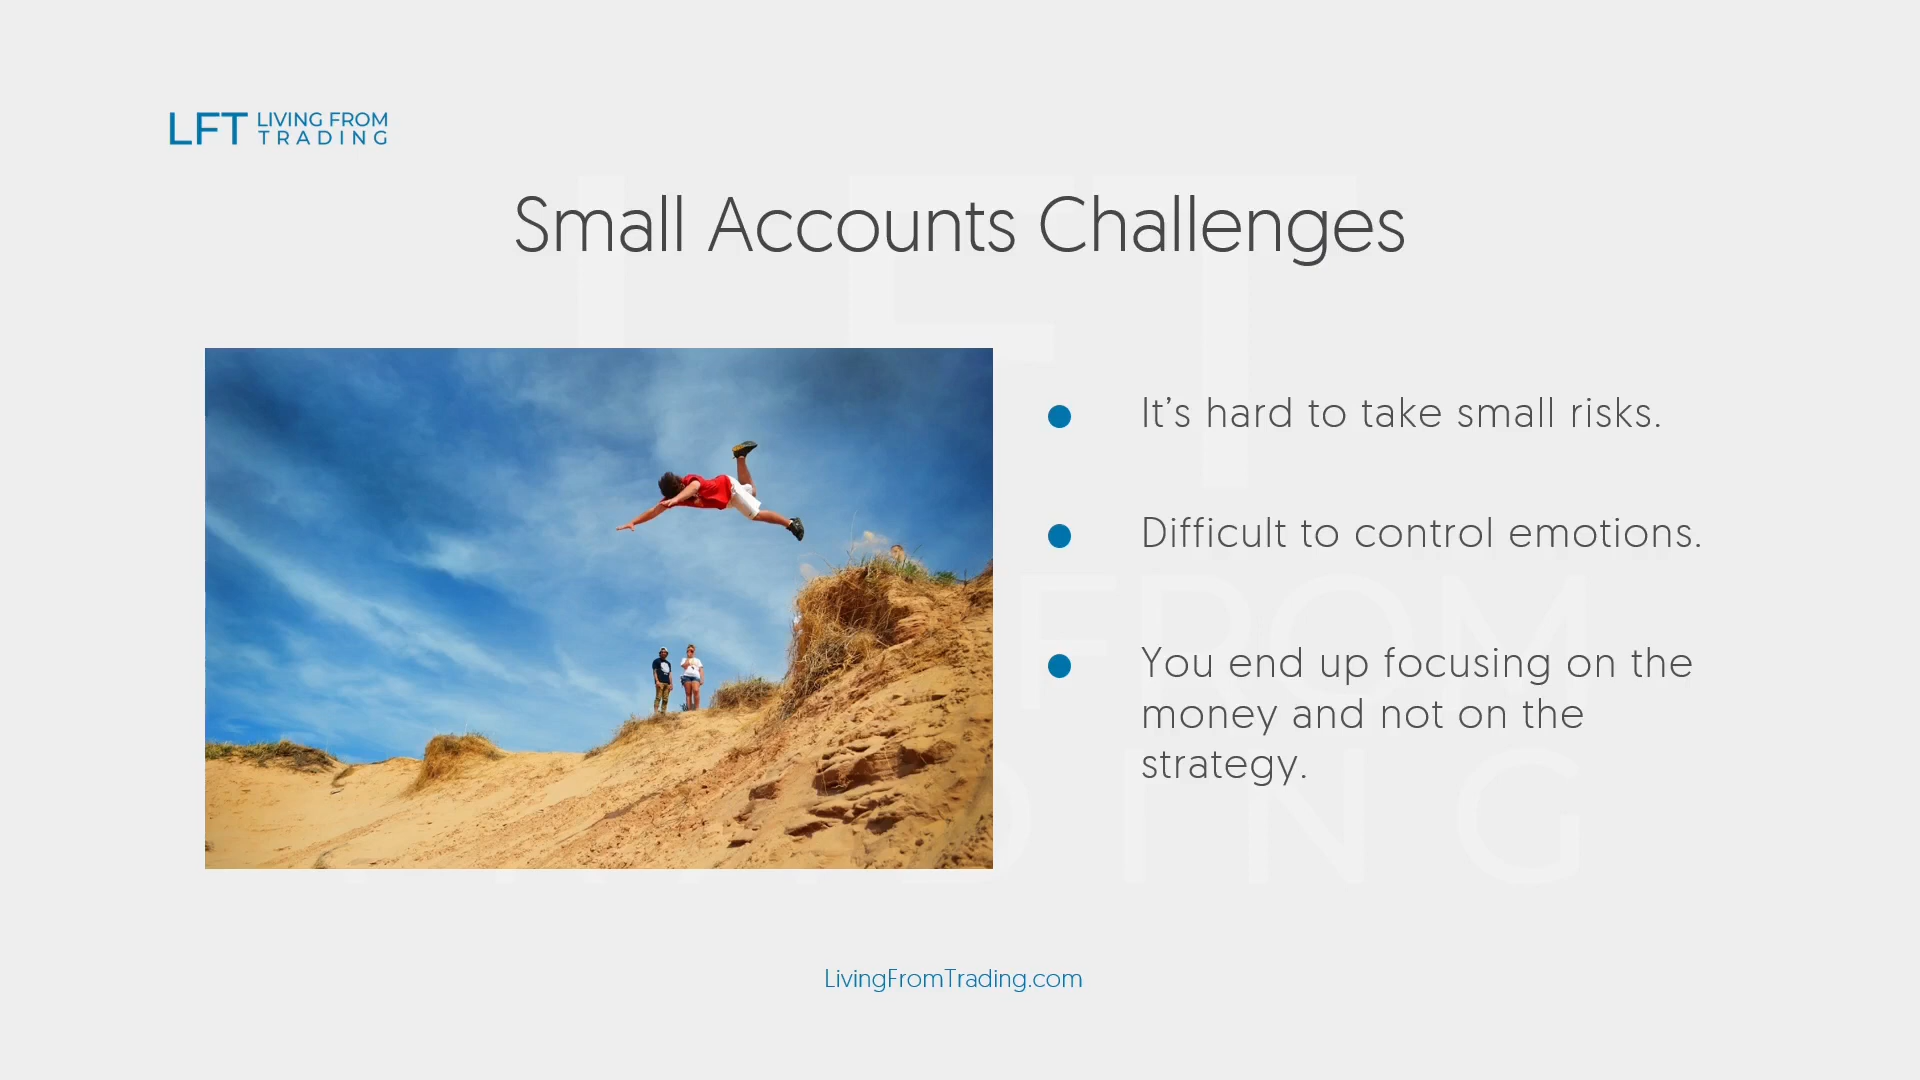 LFT LIVING FROM
TRADING
Small Accounts Challenges
It’s hard to take small risks.
Difficult to control emotions.
You end up focusing on the
money and not on the
strategy.
LivingFromTrading.com